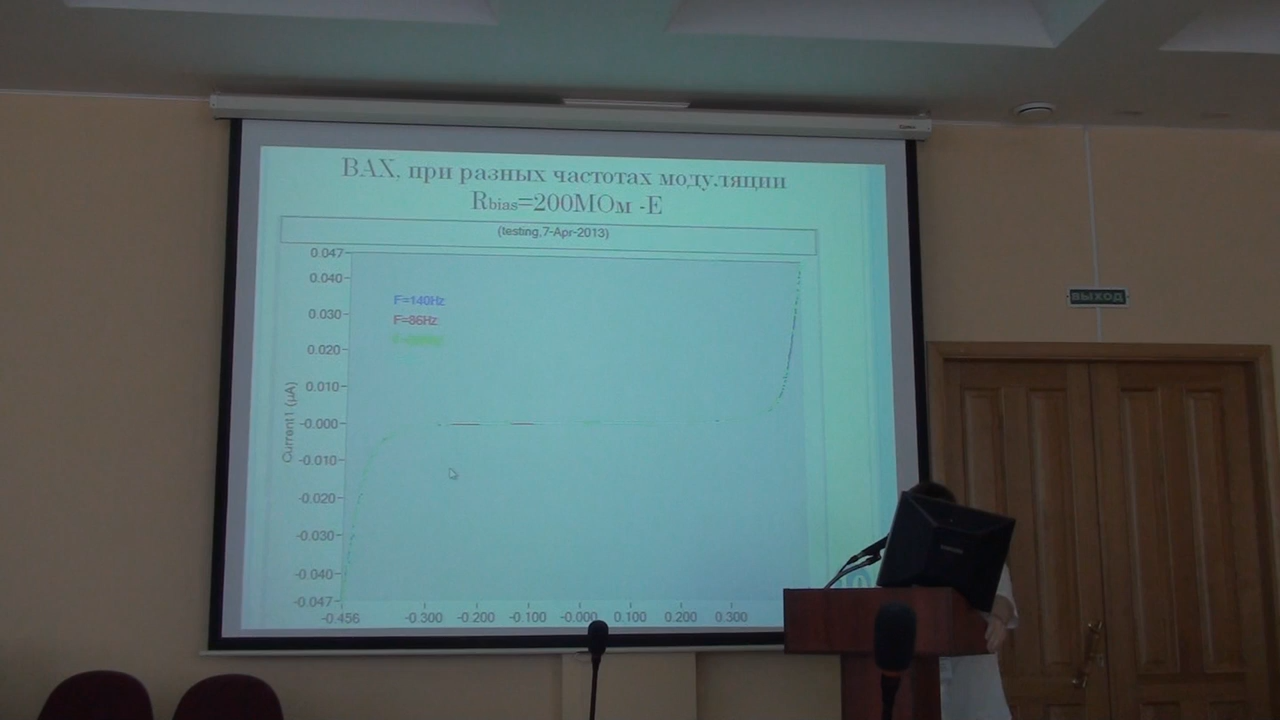 ВАХ, при разных частотах модуляции
Rbias=200МОм -Е
(testing,7-Apr-2013)
0.047
0.040
0.030
0.020
0.010
-0.000
-0.010
-0.020
-0.030
-0.040
-0.047
Current1 (µA)
F=140Hz
F=86Hz
-0.456
-0.300
-0.200
-0.100
-0.000
0.100
0.200
0.300
ВЫХОД